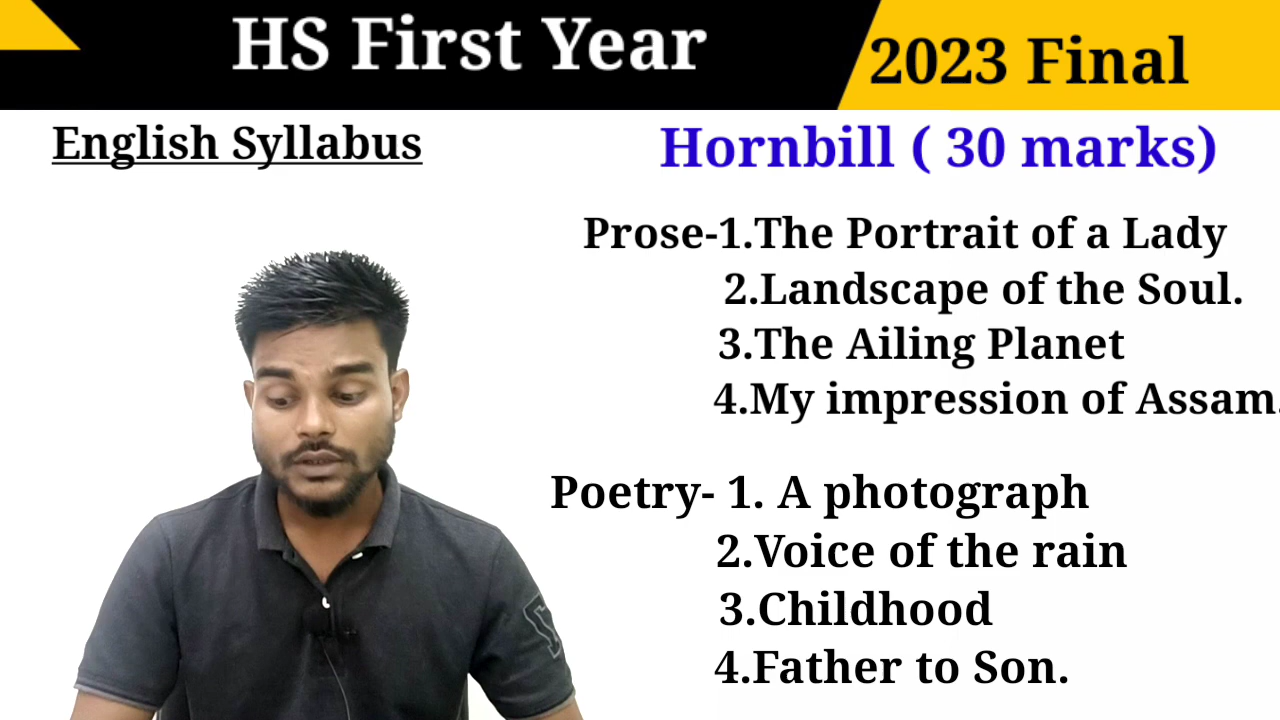 HS First Year
2023 Final
English Syllabus
Hornbill ( 30 marks)
Prose-1.The Portrait of a Lady
2.Landscape of the Soul.
3.The Ailing Planet
4.My impression of Assam.
Poetry- 1. A photograph
2.Voice of the rain
3.Childhood
4.Father to Son.